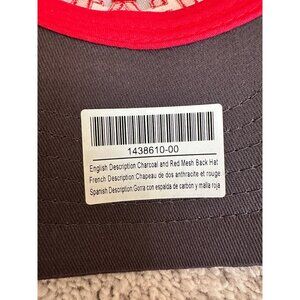 1438610-00
English Description:Charcoal and Red Mesh Back Hat
French Description:Chapeau de dos anthracite et rouge
Spanish Description:Gorra con espalda de carbón y malla roja